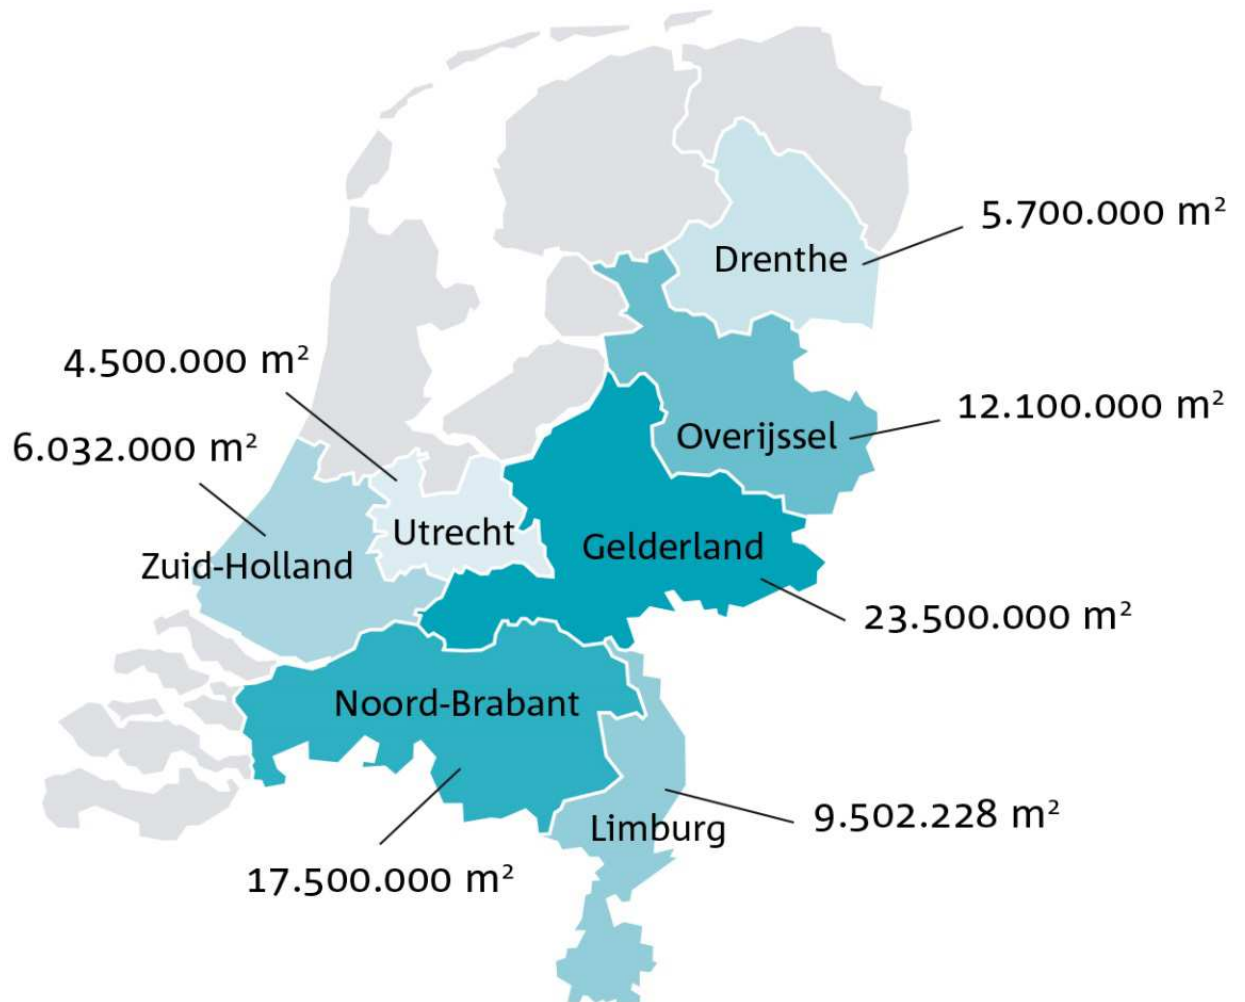 5.700.000 m²
Drenthe
4.500.000 m²
12.100.000 m²
6.032.000 m²
Overijssel
Utrecht
Gelderland
Zuid-Holland
23.500.000 m²
Noord-Brabant
9.502.228 m²
Limburg
17.500.000 m²